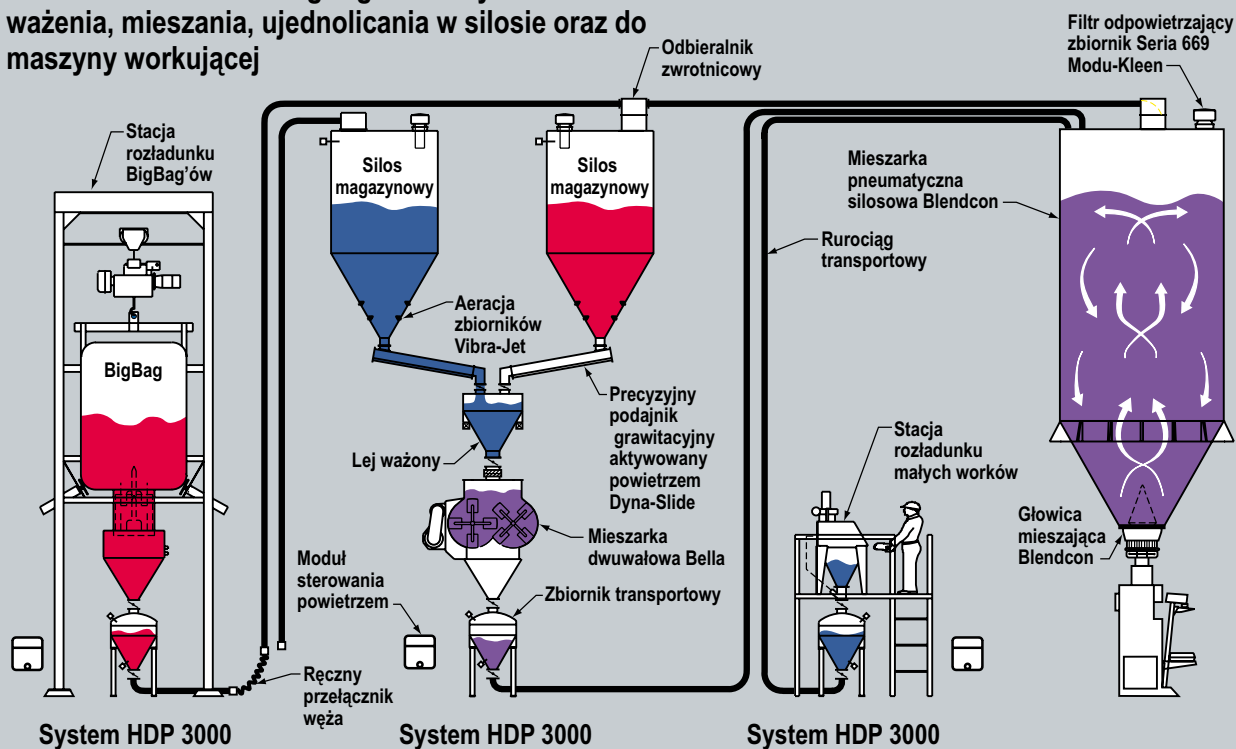 ważenia, mieszania, ujednolicania w silosie oraz do
maszyny workującej
Odbieralnik
zwrotnicowy
Filtr odpowietrzający
zbiornik Seria 669
Modu-Kleen
Stacja
rozładunku
BigBag'ów
Silos
magazynowy
Silos
magazynowy
Mieszarka
pneumatyczna
silosowa Blendcon
Rurociąg
transportowy
Aeracja
zbiorników
Vibra-Jet
BigBag
Precyzyjny
podajnik
grawitacyjny
aktywowany
powietrzem
Dyna-Slide
Lej ważony
Stacja
rozładunku
małych worków
Głowica
mieszająca
Blendcon
Mieszarka
dwuwałowa Bella
Moduł
sterowania
powietrzem
Zbiornik transportowy
Ręczny
przełącznik
węża
System HDP 3000
System HDP 3000
System HDP 3000